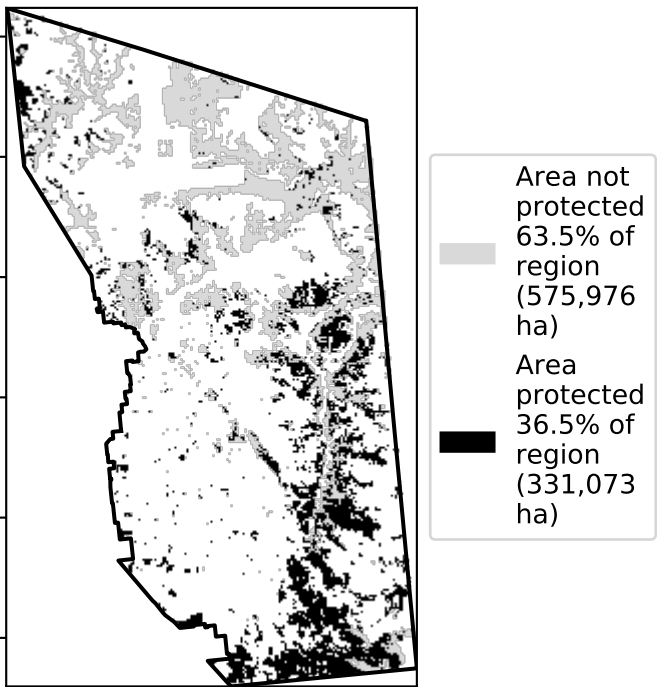 Area not
protected
63.5% of
region
(575,976
ha)
Area
protected
36.5% of
region
(331,073
ha)